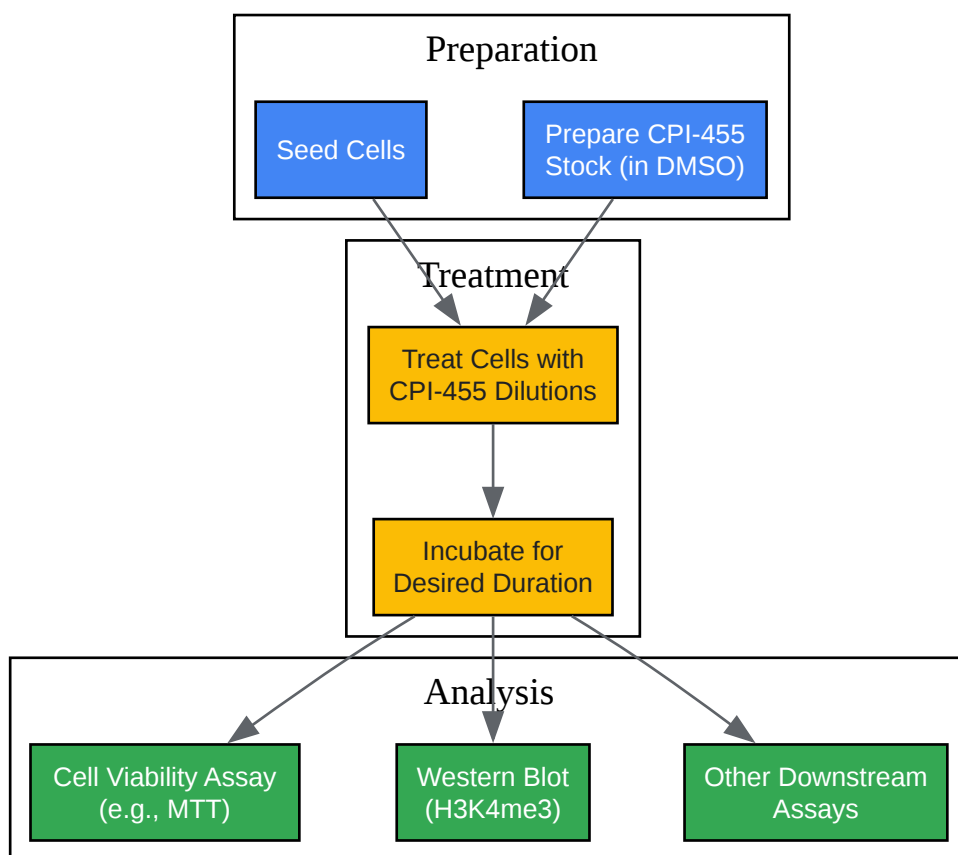 Preparation
Seed Cells
Prepare CPI-455
Stock (in DMSO)
Treatment
Treat Cells with
CPI-455 Dilutions
Incubate for
Desired Duration
Analysis
Cell Viability Assay
(e.g., MTT)
Western Blot
(H3K4me3)
Other Downstream
Assays